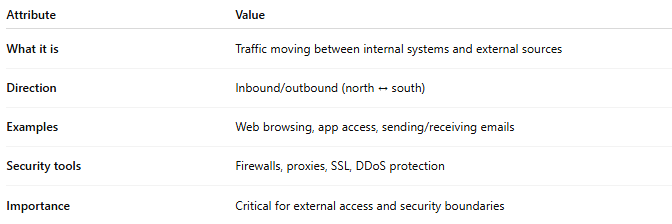 Attribute Value
What it is Traffic moving between internal systems and external sources
Direction Inbound/outbound (north ↔ south)
Examples Web browsing, app access, sending/receiving emails
Security tools Firewalls, proxies, SSL, DDoS protection
Importance Critical for external access and security boundaries